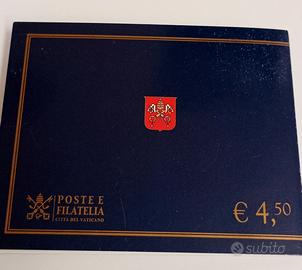 POSTE E
FILATELIA
CITTÀ DEL VATICANO
€ 4,50
subito